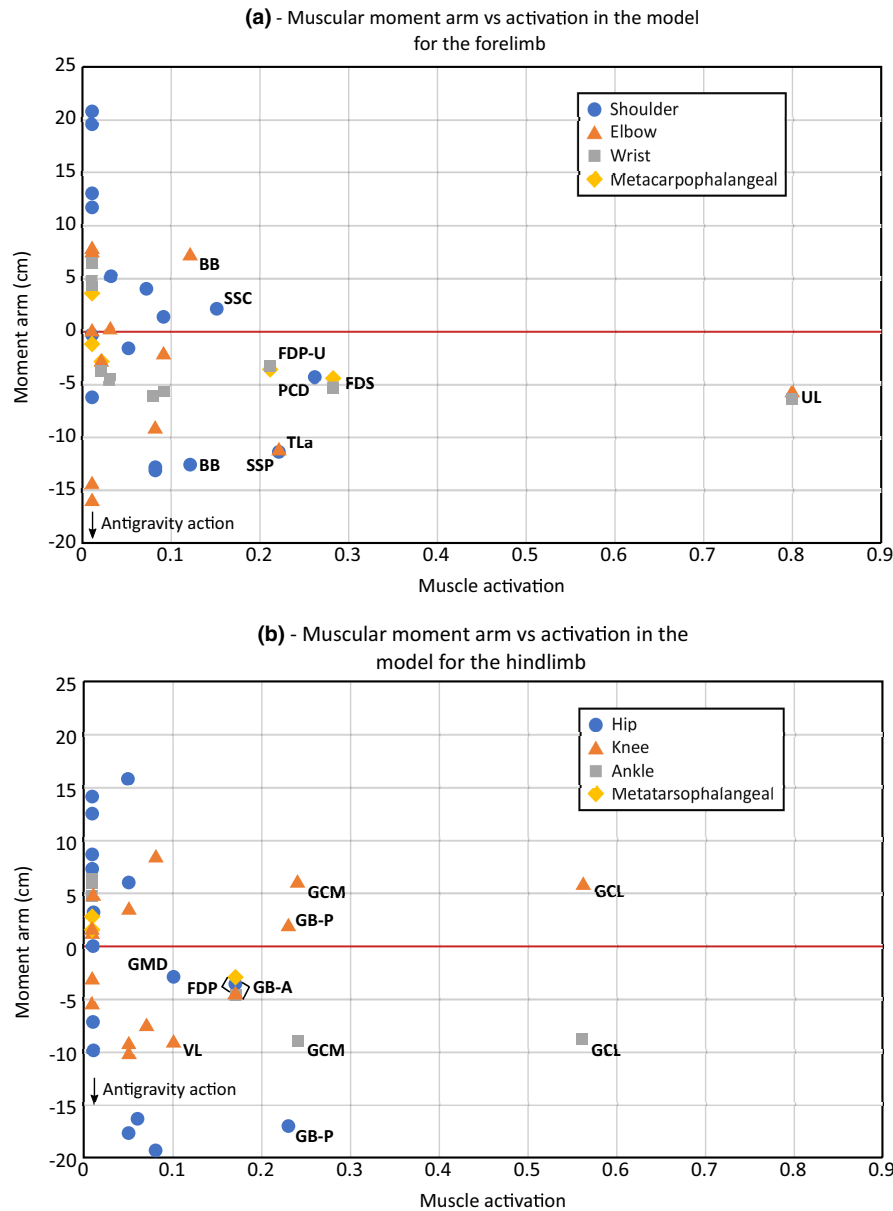 (a) - Muscular moment arm vs activation in the model
for the forelimb
25
20
15
10
5
0
-5
-10
-15
-20
Moment arm (cm)
Shoulder
Elbow
Wrist
Metacarpophalangeal
BB
SSC
FDP-U
PCD
FDS
UL
TLa
SSP
BB
Antigravity action
0 0.1 0.2 0.3 0.4 0.5 0.6 0.7 0.8 0.9
Muscle activation
(b) - Muscular moment arm vs activation in the
model for the hindlimb
25
20
15
10
5
0
-5
-10
-15
-20
Moment arm (cm)
Hip
Knee
Ankle
Metatarsophalangeal
GCM
GCL
GB-P
GMD
FDP
GB-A
VL
GCM
GCL
Antigravity action
GB-P
0 0.1 0.2 0.3 0.4 0.5 0.6 0.7 0.8 0.9
Muscle activation